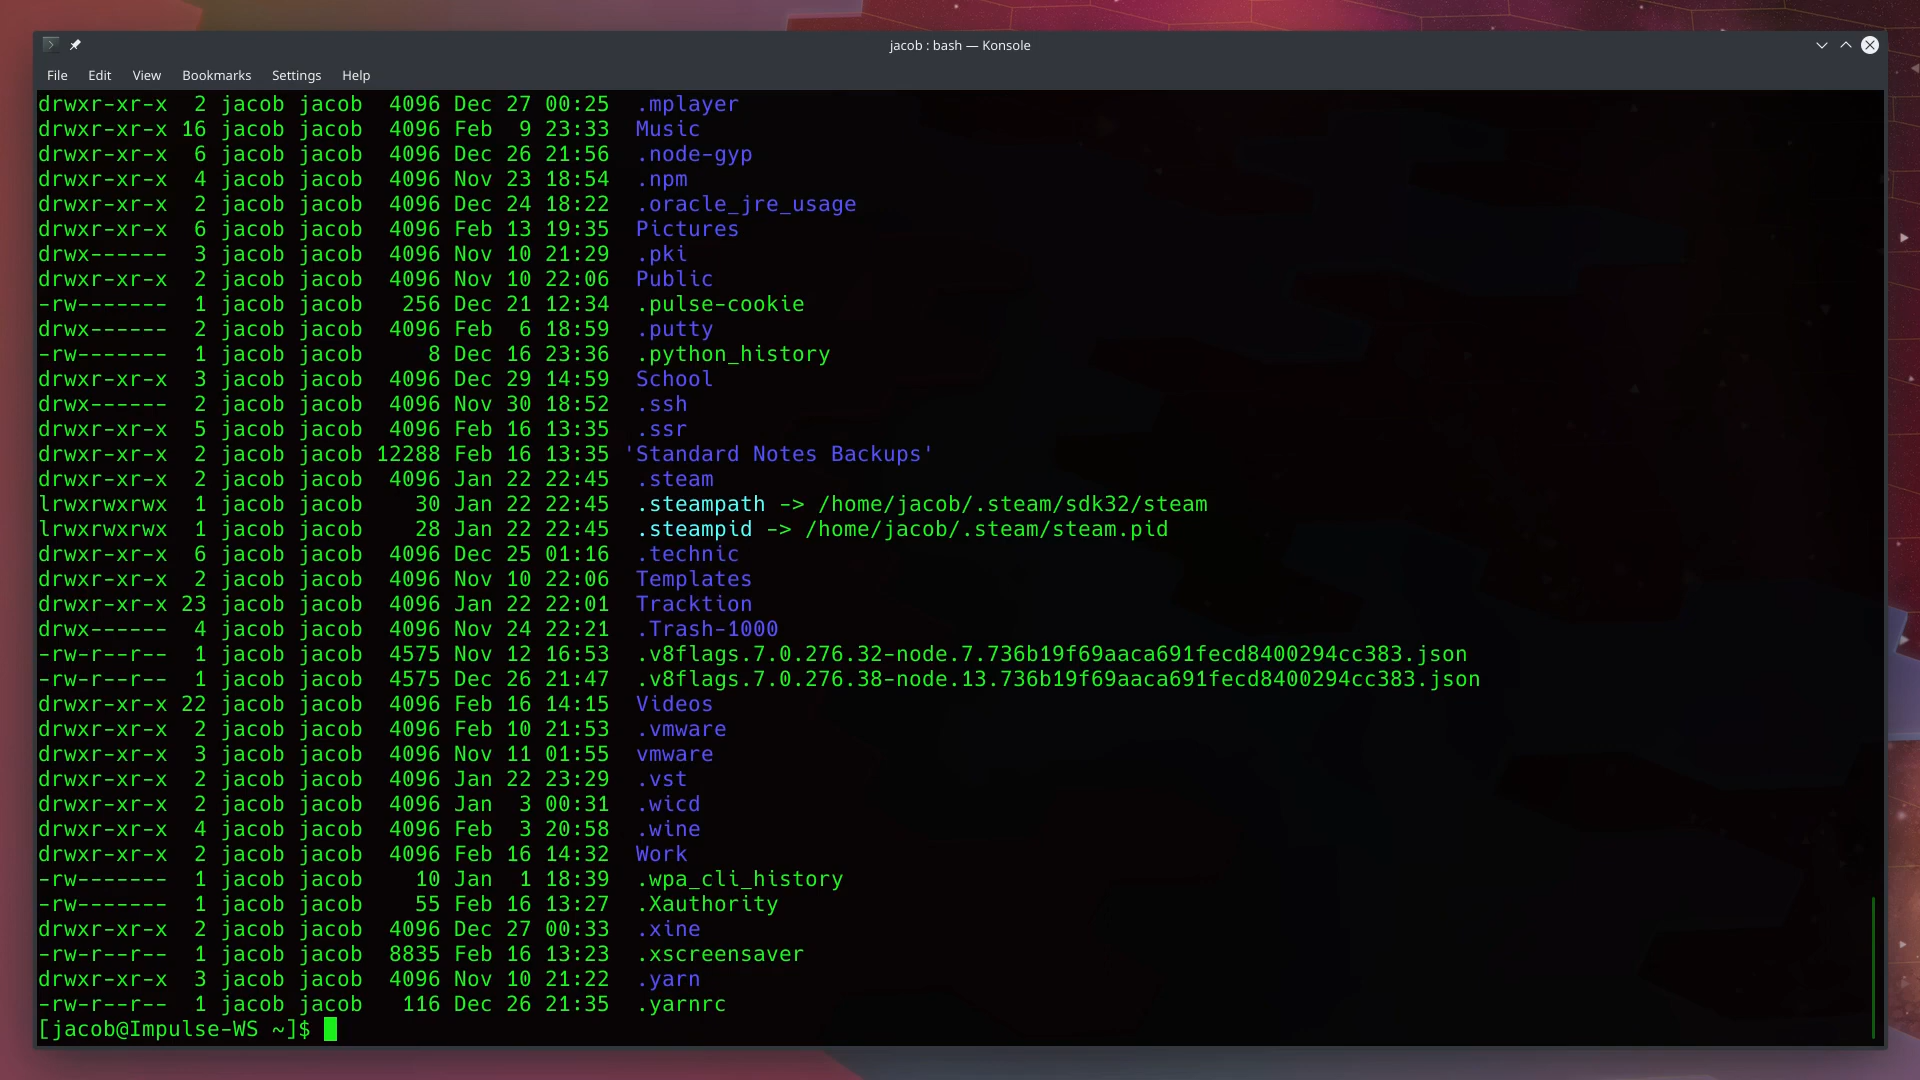 jacob : bash — Konsole
File Edit View Bookmarks Settings Help
drwxr-xr-x  2 jacob jacob  4096 Dec 27 00:25  .mplayer
drwxr-xr-x 16 jacob jacob  4096 Feb  9 23:33  Music
drwxr-xr-x  6 jacob jacob  4096 Dec 26 21:56  .node-gyp
drwxr-xr-x  4 jacob jacob  4096 Nov 23 18:54  .npm
drwxr-xr-x  2 jacob jacob  4096 Dec 24 18:22  .oracle_jre_usage
drwxr-xr-x  6 jacob jacob  4096 Feb 13 19:35  Pictures
drwx------  3 jacob jacob  4096 Nov 10 21:29  .pki
drwxr-xr-x  2 jacob jacob  4096 Nov 10 22:06  Public
-rw-------  1 jacob jacob   256 Dec 21 12:34  .pulse-cookie
drwx------  2 jacob jacob  4096 Feb  6 18:59  .putty
-rw-------  1 jacob jacob     8 Dec 16 23:36  .python_history
drwxr-xr-x  3 jacob jacob  4096 Dec 29 14:59  School
drwx------  2 jacob jacob  4096 Nov 30 18:52  .ssh
drwxr-xr-x  5 jacob jacob  4096 Feb 16 13:35  .ssr
drwxr-xr-x  2 jacob jacob 12288 Feb 16 13:35 'Standard Notes Backups'
drwxr-xr-x  2 jacob jacob  4096 Jan 22 22:45  .steam
lrwxrwxrwx  1 jacob jacob    30 Jan 22 22:45  .steampath -> /home/jacob/.steam/sdk32/steam
lrwxrwxrwx  1 jacob jacob    28 Jan 22 22:45  .steampid -> /home/jacob/.steam/steam.pid
drwxr-xr-x  6 jacob jacob  4096 Dec 25 01:16  .technic
drwxr-xr-x  2 jacob jacob  4096 Nov 10 22:06  Templates
drwxr-xr-x 23 jacob jacob  4096 Jan 22 22:01  Tracktion
drwx------  4 jacob jacob  4096 Nov 24 22:21  .Trash-1000
-rw-r--r--  1 jacob jacob  4575 Nov 12 16:53  .v8flags.7.0.276.32-node.7.736b19f69aaca691fecd8400294cc383.json
-rw-r--r--  1 jacob jacob  4575 Dec 26 21:47  .v8flags.7.0.276.38-node.13.736b19f69aaca691fecd8400294cc383.json
drwxr-xr-x 22 jacob jacob  4096 Feb 16 14:15  Videos
drwxr-xr-x  2 jacob jacob  4096 Feb 10 21:53  .vmware
drwxr-xr-x  3 jacob jacob  4096 Nov 11 01:55  vmware
drwxr-xr-x  2 jacob jacob  4096 Jan 22 23:29  .vst
drwxr-xr-x  2 jacob jacob  4096 Jan  3 00:31  .wicd
drwxr-xr-x  4 jacob jacob  4096 Feb  3 20:58  .wine
drwxr-xr-x  2 jacob jacob  4096 Feb 16 14:32  Work
-rw-------  1 jacob jacob    10 Jan  1 18:39  .wpa_cli_history
-rw-------  1 jacob jacob    55 Feb 16 13:27  .Xauthority
drwxr-xr-x  2 jacob jacob  4096 Dec 27 00:33  .xine
-rw-r--r--  1 jacob jacob  8835 Feb 16 13:23  .xscreensaver
drwxr-xr-x  3 jacob jacob  4096 Nov 10 21:22  .yarn
-rw-r--r--  1 jacob jacob   116 Dec 26 21:35  .yarnrc
[jacob@Impulse-WS ~]$